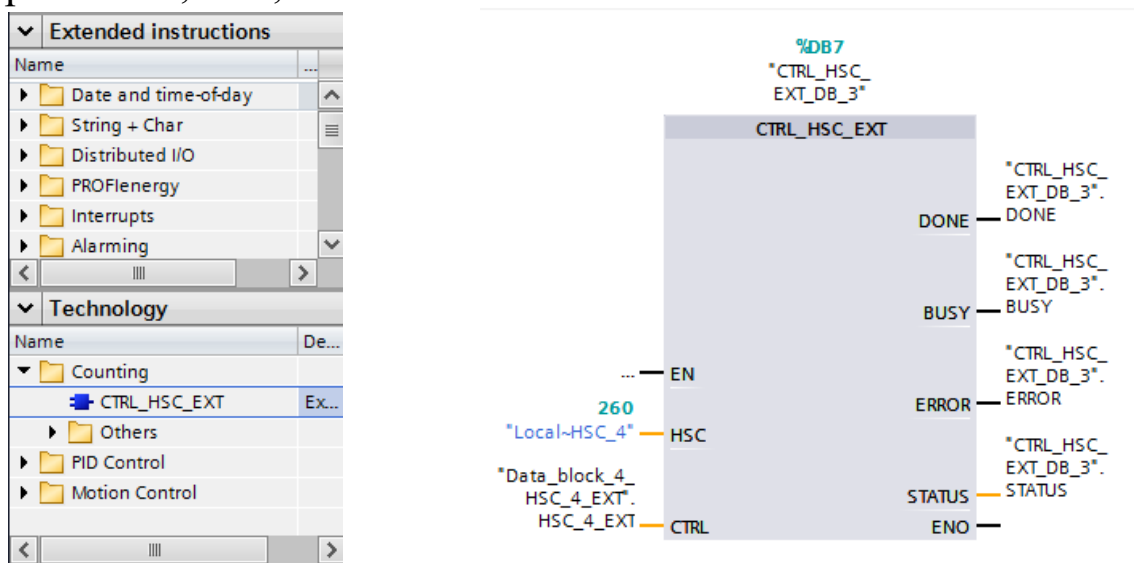 Extended instructions
Name ...
Date and time-of-day
String + Char
Distributed I/O
PROFIenergy
Interrupts
Alarming
Technology
Name De...
Counting
CTRL_HSC_EXT Ex...
Others
PID Control
Motion Control
%DB7
"CTRL_HSC_
EXT_DB_3"
CTRL_HSC_EXT
"CTRL_HSC_
EXT_DB_3".
DONE DONE
"CTRL_HSC_
EXT_DB_3".
BUSY BUSY
... EN
"CTRL_HSC_
EXT_DB_3".
ERROR ERROR
260
"Local~HSC_4" HSC
"CTRL_HSC_
EXT_DB_3".
STATUS STATUS
"Data_block_4_
HSC_4_EXT".
HSC_4_EXT CTRL
ENO